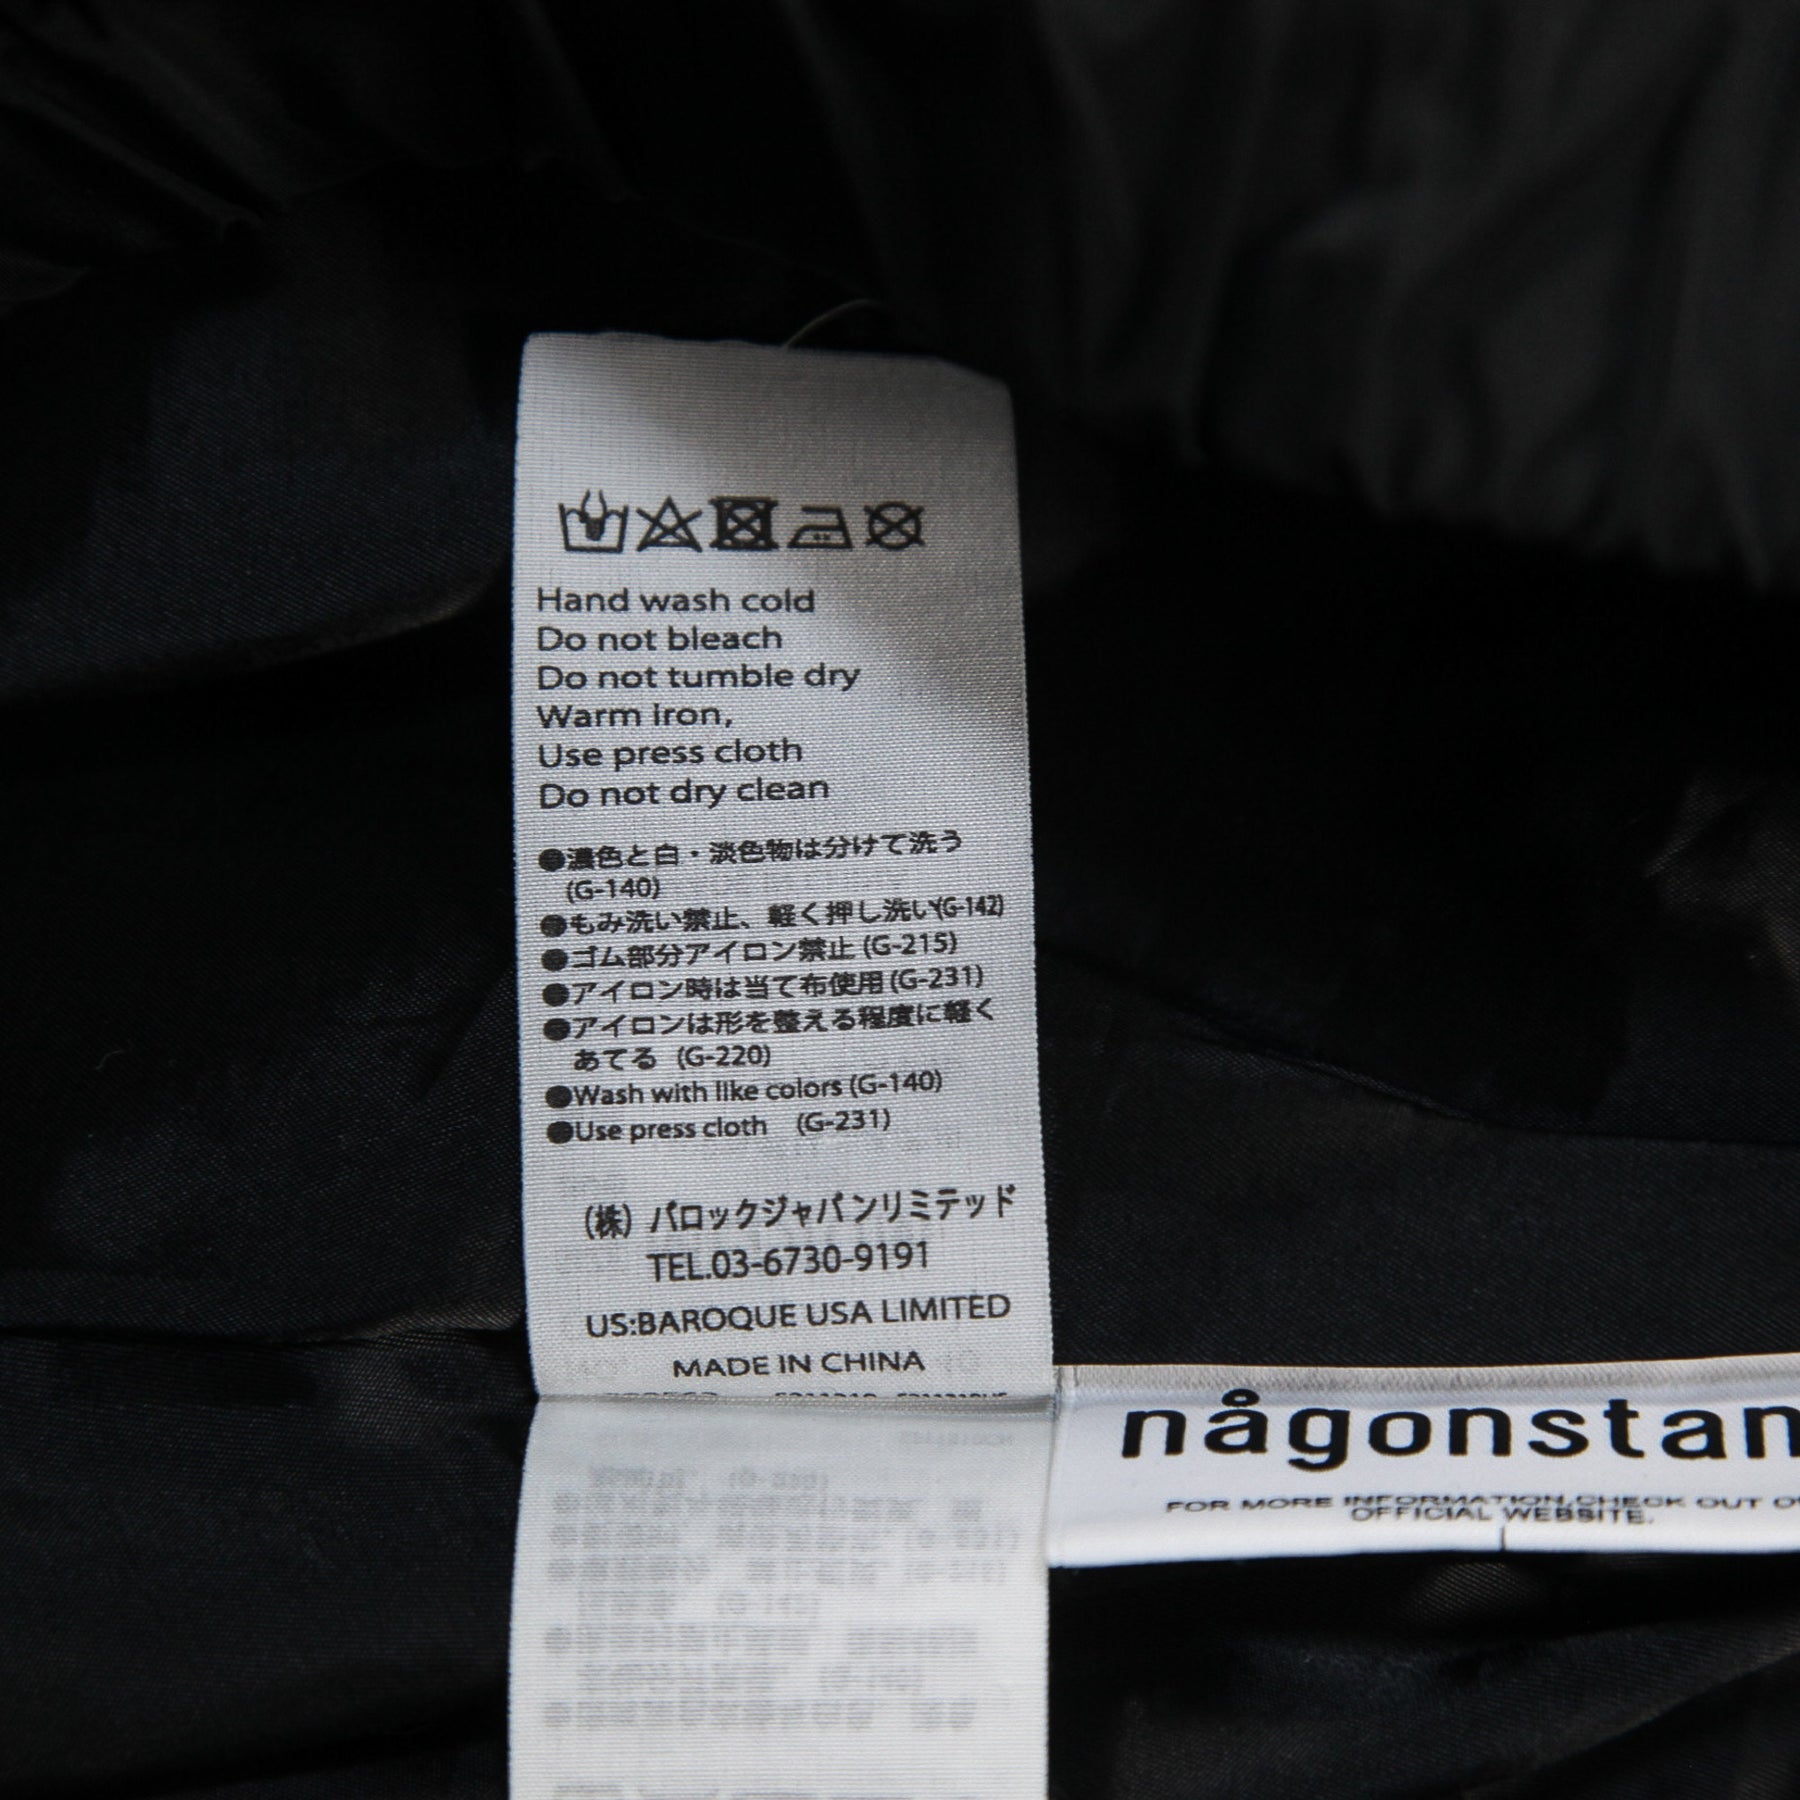 Hand wash cold
Do not bleach
Do not tumble dry
Warm iron,
Use press cloth
Do not dry clean
●濃色と白・淡色物は分けて洗う
(G-140)
●もみ洗い禁止、軽く押し洗い(G-142)
●ゴム部分アイロン禁止 (G-215)
●アイロン時は当て布使用 (G-231)
●アイロンは形を整える程度に軽く
あてる (G-220)
●Wash with like colors (G-140)
●Use press cloth (G-231)
(株) バロックジャパンリミテッド
TEL.03-6730-9191
US:BAROQUE USA LIMITED
MADE IN CHINA
någonstan
FOR MORE INFORMATION,CHECK OUT
OFFICIAL WEBSITE.